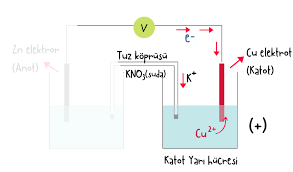 V
e-
Zn elektrot
(Anot)
Tuz köprüsü
KNO3(suda)
K+
Cu elektrot
(Katot)
Cu2+
(+)
Katot Yarı hücresi